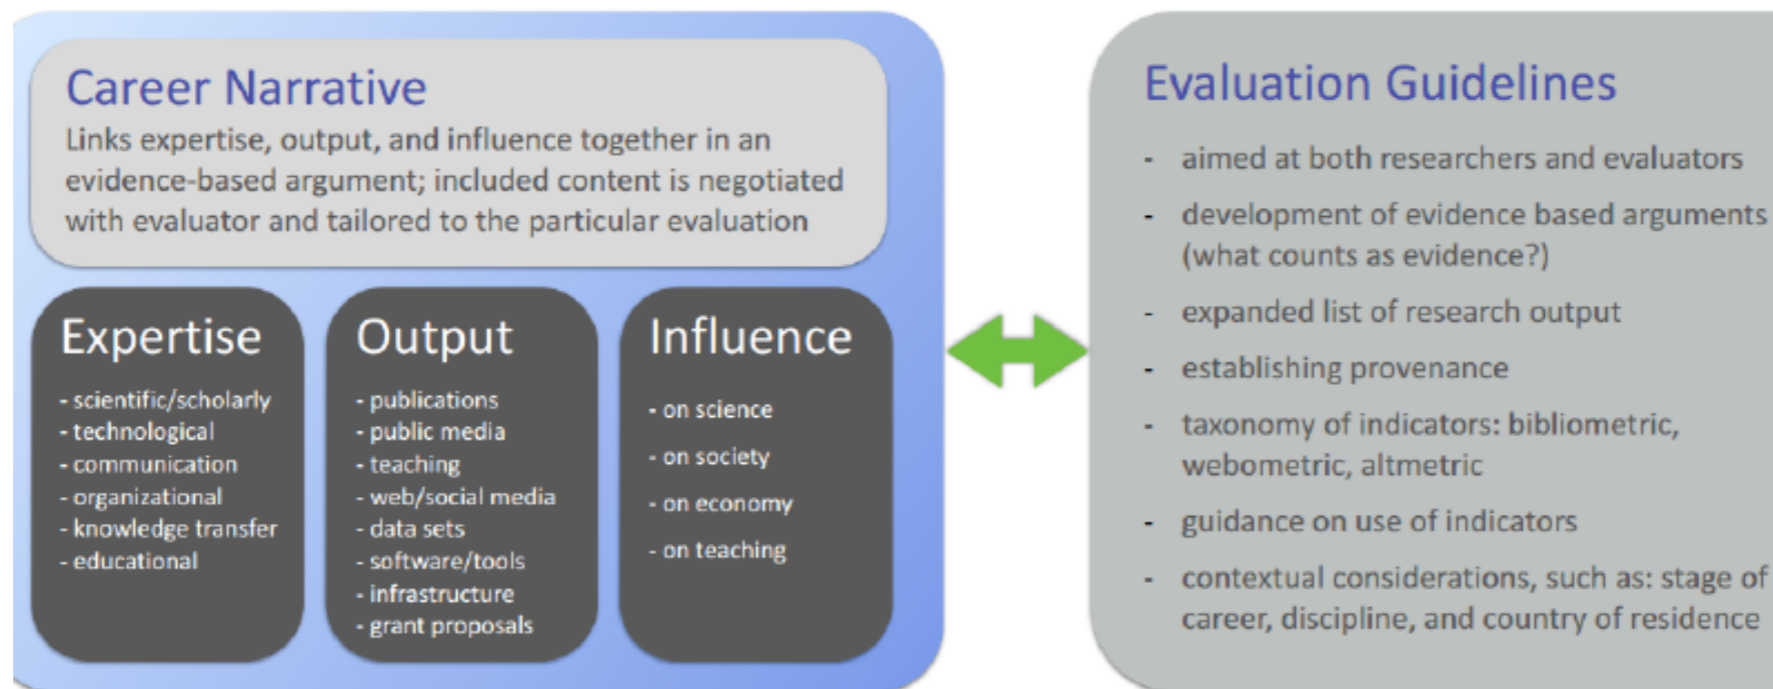 Career Narrative
Links expertise, output, and influence together in an
evidence-based argument; included content is negotiated
with evaluator and tailored to the particular evaluation
Expertise
- scientific/scholarly
- technological
- communication
- organizational
- knowledge transfer
- educational
Output
- publications
- public media
- teaching
- web/social media
- data sets
- software/tools
- infrastructure
- grant proposals
Influence
- on science
- on society
- on economy
- on teaching
Evaluation Guidelines
- aimed at both researchers and evaluators
- development of evidence based arguments
(what counts as evidence?)
- expanded list of research output
- establishing provenance
- taxonomy of indicators: bibliometric,
webometric, altmetric
- guidance on use of indicators
- contextual considerations, such as: stage of
career, discipline, and country of residence